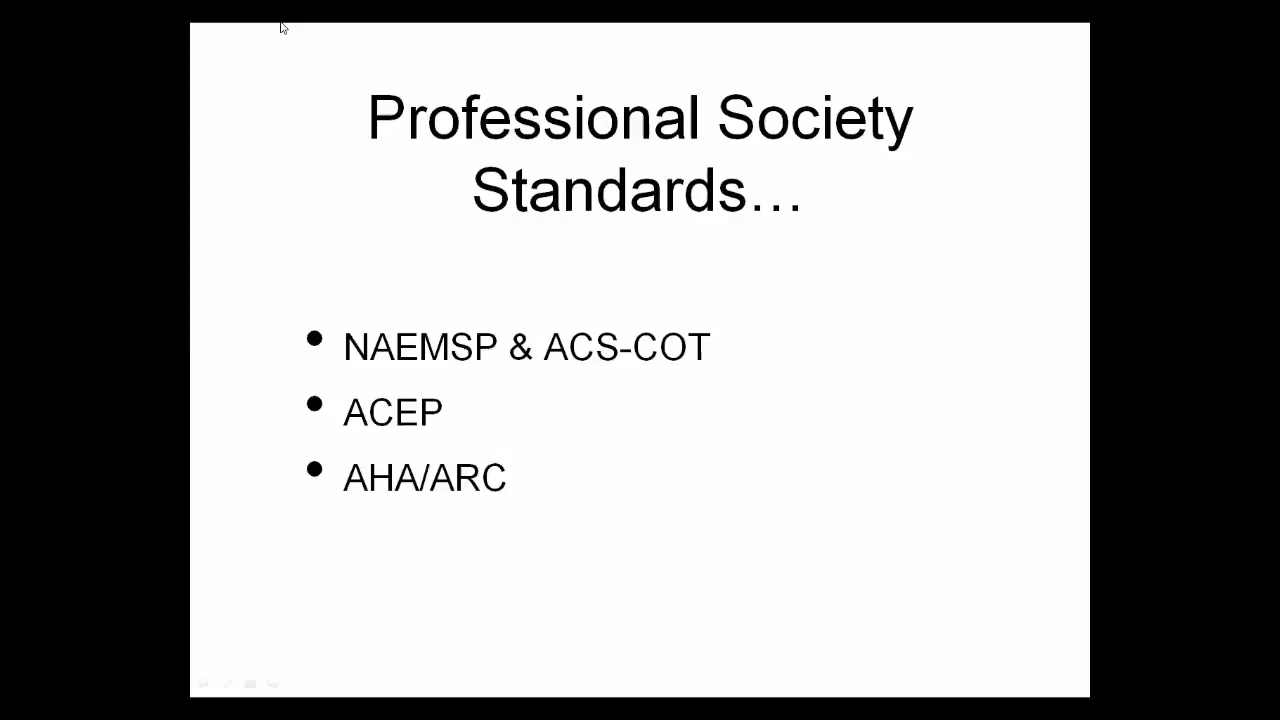 Professional Society
Standards…
• NAEMSP & ACS-COT
• ACEP
• AHA/ARC